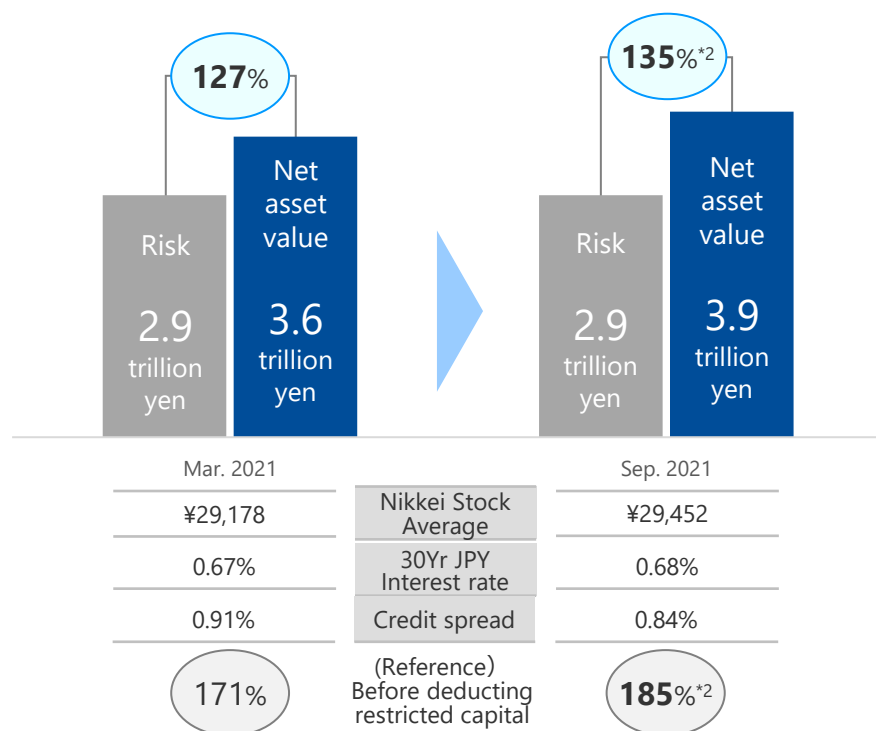 127%
135%*2
Risk
2.9
trillion
yen
Net
asset
value
3.6
trillion
yen
Risk
2.9
trillion
yen
Net
asset
value
3.9
trillion
yen
Mar. 2021
Sep. 2021
¥29,178
Nikkei Stock
Average
¥29,452
0.67%
30Yr JPY
Interest rate
0.68%
0.91%
Credit spread
0.84%
171%
(Reference)
Before deducting
restricted capital
185%*2